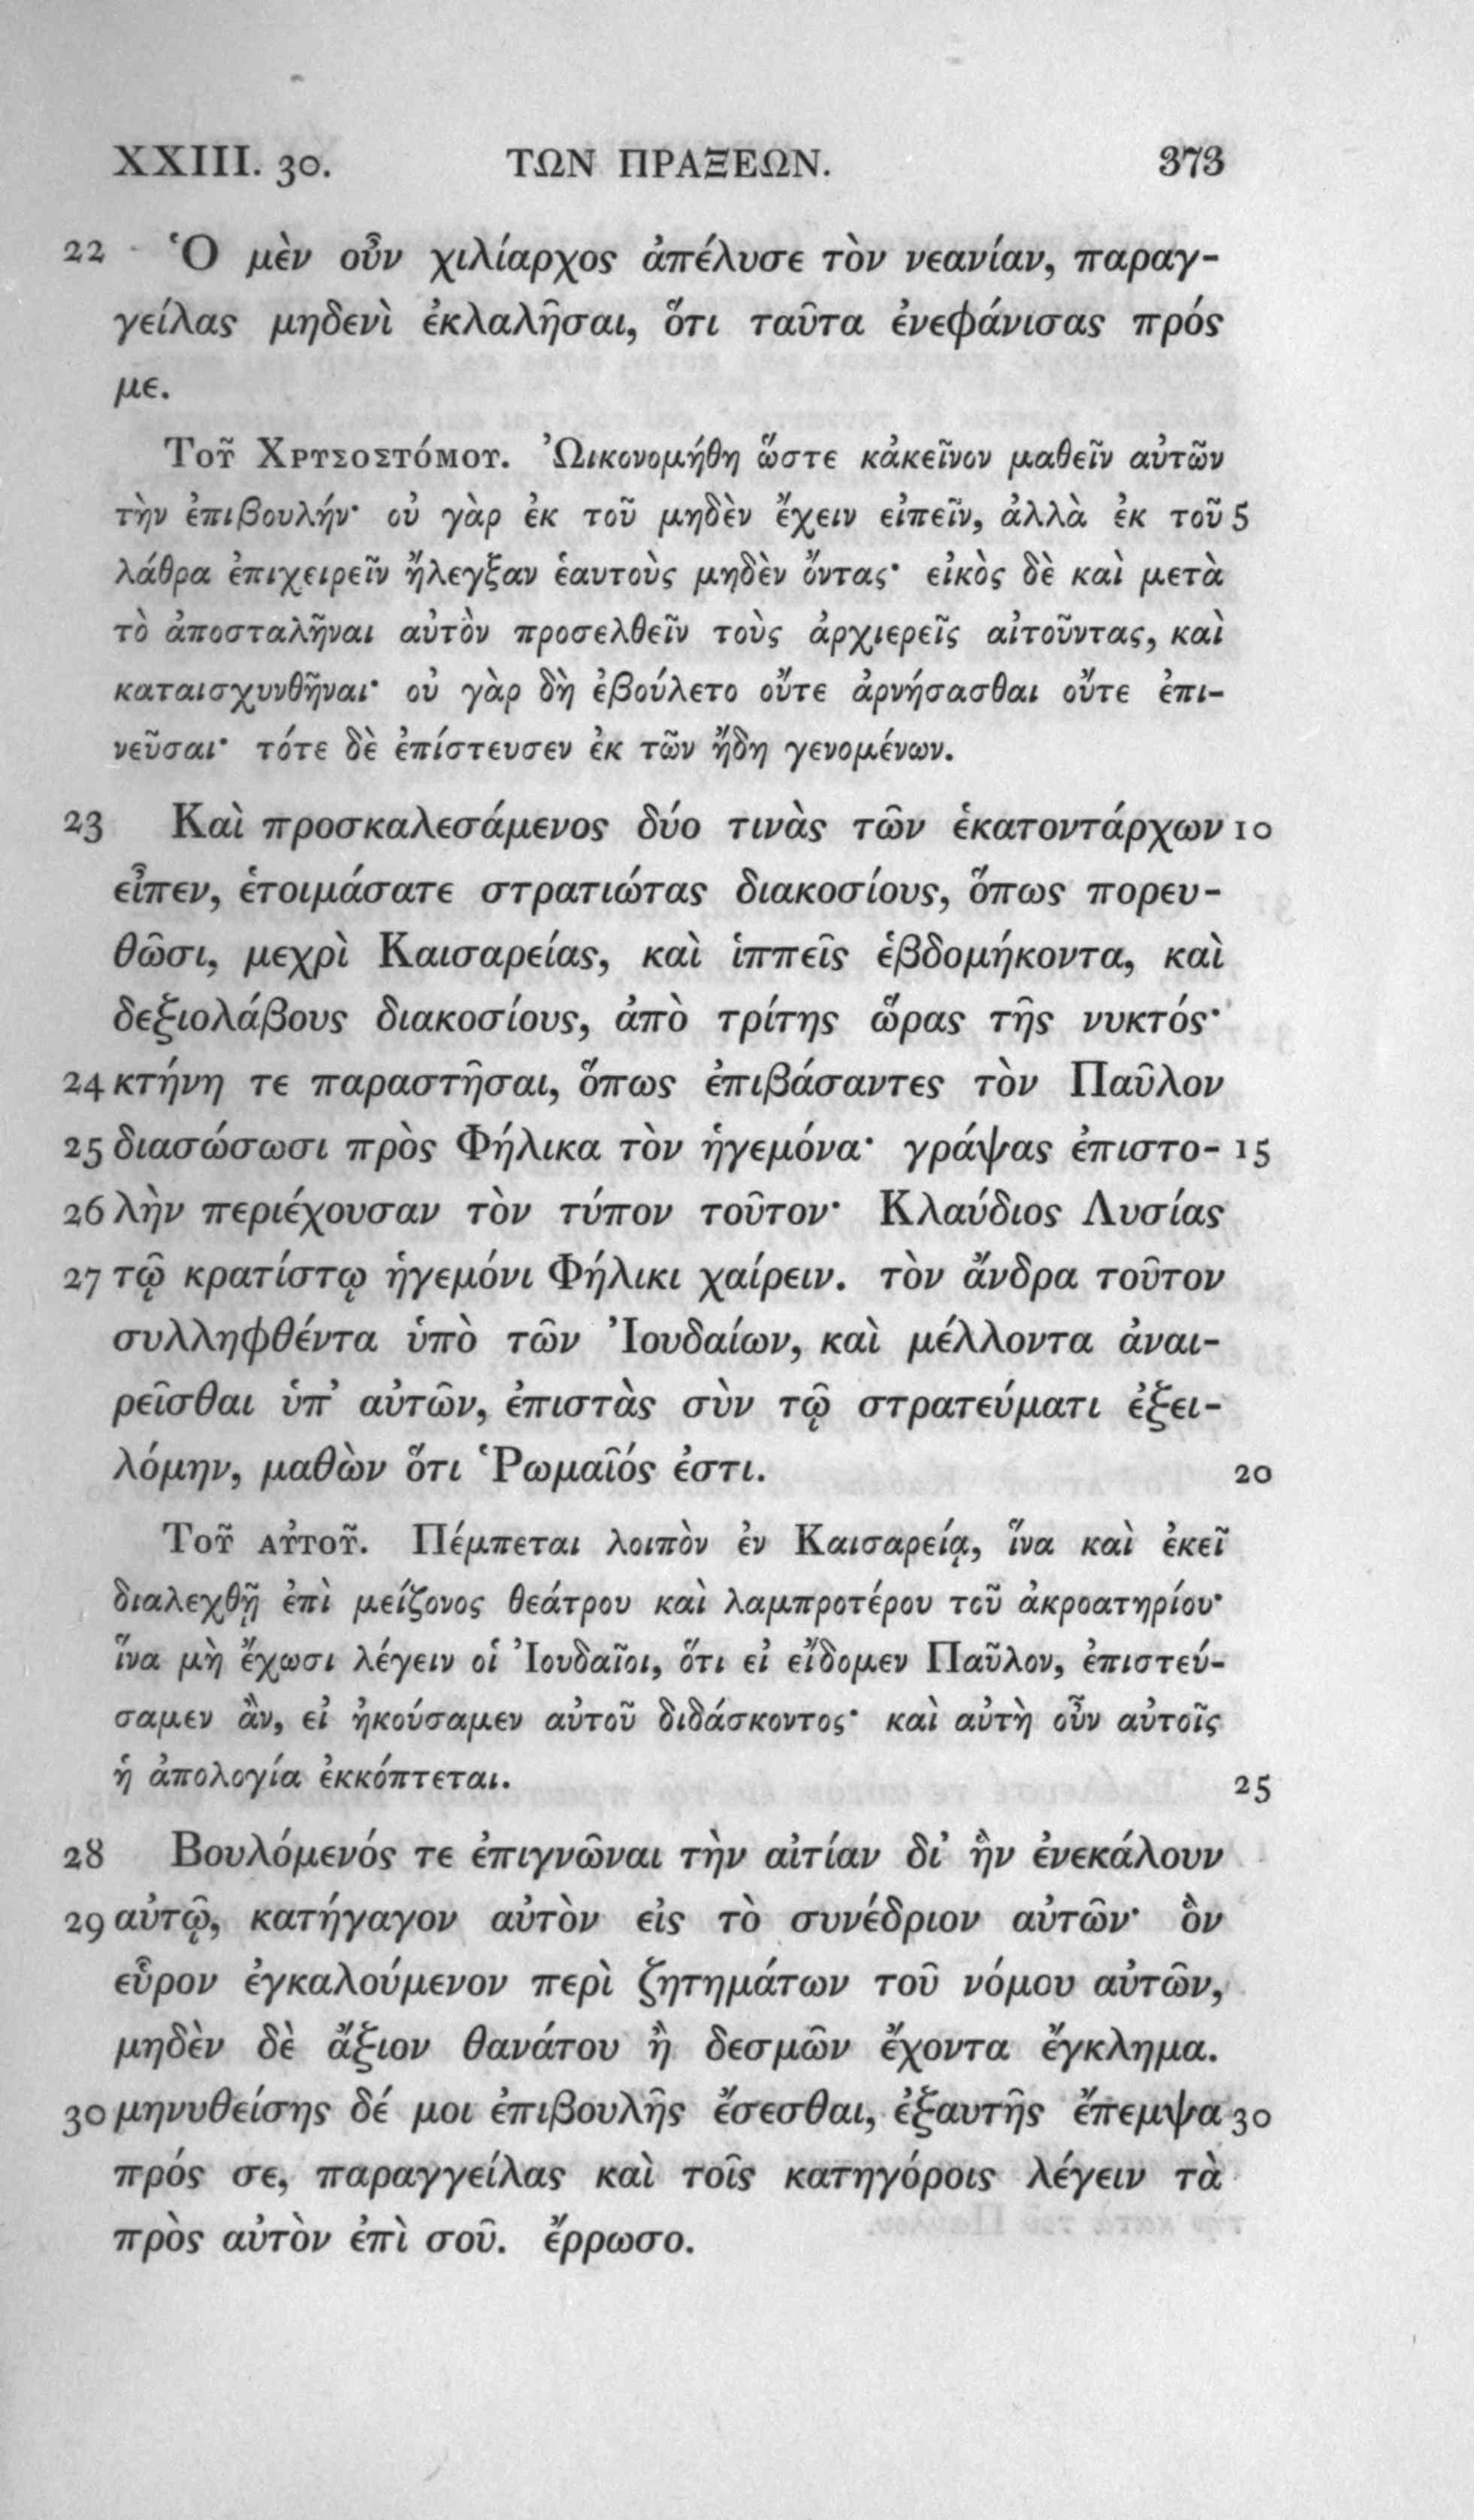 XXIII. 30. ΤΩΝ ΠΡΑΞΕΩΝ. 373
22 Ὁ μὲν οὖν χιλίαρχος ἀπέλυσε τὸν νεανίαν, παραγ-
γείλας μηδενὶ ἐκλαλῆσαι, ὅτι ταῦτα ἐνεφάνισας πρός
με.
Τοῦ Χρυσοστόμου. Ὠικονομήθη ὥστε κἀκεῖνον μαθεῖν αὐτῶν
τὴν ἐπιβουλήν· οὐ γὰρ ἐκ τοῦ μηδὲν ἔχειν εἰπεῖν, ἀλλὰ ἐκ τοῦ 5
λάθρα ἐπιχειρεῖν ἤλεγξαν ἑαυτοὺς μηδὲν ὄντας· εἰκὸς δὲ καὶ μετὰ
τὸ ἀποσταλῆναι αὐτὸν προσελθεῖν τοὺς ἀρχιερεῖς αἰτοῦντας, καὶ
καταισχυνθῆναι· οὐ γὰρ δὴ ἐβούλετο οὔτε ἀρνήσασθαι οὔτε ἐπι-
νεῦσαι· τότε δὲ ἐπίστευσεν ἐκ τῶν ἤδη γενομένων.
23 Καὶ προσκαλεσάμενος δύο τινὰς τῶν ἑκατοντάρχων 10
εἶπεν, ἑτοιμάσατε στρατιώτας διακοσίους, ὅπως πορευ-
θῶσι, μεχρὶ Καισαρείας, καὶ ἱππεῖς ἑβδομήκοντα, καὶ
δεξιολάβους διακοσίους, ἀπὸ τρίτης ὥρας τῆς νυκτός·
24 κτήνη τε παραστῆσαι, ὅπως ἐπιβάσαντες τὸν Παῦλον
25 διασώσωσι πρὸς Φήλικα τὸν ἡγεμόνα· γράψας ἐπιστο- 15
26 λὴν περιέχουσαν τὸν τύπον τοῦτον· Κλαύδιος Λυσίας
27 τῷ κρατίστῳ ἡγεμόνι Φήλικι χαίρειν. τὸν ἄνδρα τοῦτον
συλληφθέντα ὑπὸ τῶν Ἰουδαίων, καὶ μέλλοντα ἀναι-
ρεῖσθαι ὑπ' αὐτῶν, ἐπιστὰς σὺν τῷ στρατεύματι ἐξει-
λόμην, μαθὼν ὅτι Ῥωμαῖός ἐστι. 20
Τοῦ αὐτοῦ. Πέμπεται λοιπὸν ἐν Καισαρείᾳ, ἵνα καὶ ἐκεῖ
διαλεχθῇ ἐπὶ μείζονος θεάτρου καὶ λαμπροτέρου τοῦ ἀκροατηρίου·
ἵνα μὴ ἔχωσι λέγειν οἱ Ἰουδαῖοι, ὅτι εἰ εἴδομεν Παῦλον, ἐπιστεύ-
σαμεν ἂν, εἰ ἠκούσαμεν αὐτοῦ διδάσκοντος· καὶ αὐτὴ οὖν αὐτοῖς
ἡ ἀπολογία ἐκκόπτεται. 25
28 Βουλόμενός τε ἐπιγνῶναι τὴν αἰτίαν δι' ἣν ἐνεκάλουν
29 αὐτῷ, κατήγαγον αὐτὸν εἰς τὸ συνέδριον αὐτῶν· ὃν
εὗρον ἐγκαλούμενον περὶ ζητημάτων τοῦ νόμου αὐτῶν,
μηδὲν δὲ ἄξιον θανάτου ἢ δεσμῶν ἔχοντα ἔγκλημα.
30 μηνυθείσης δέ μοι ἐπιβουλῆς ἔσεσθαι, ἐξαυτῆς ἔπεμψα 30
πρός σε, παραγγείλας καὶ τοῖς κατηγόροις λέγειν τὰ
πρὸς αὐτὸν ἐπὶ σοῦ. ἔρρωσο.